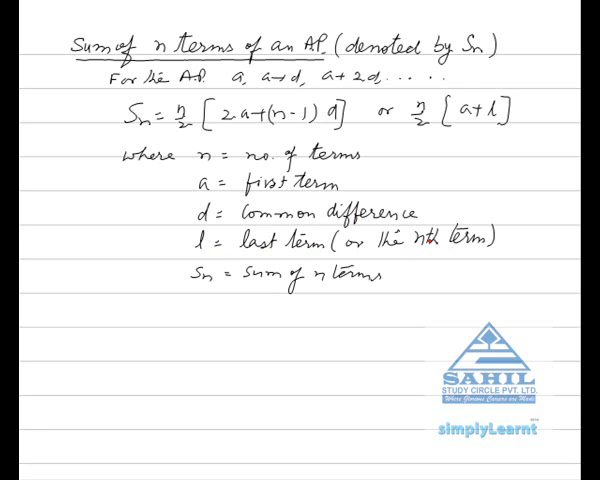 Sum of n terms of an AP (denoted by Sn)
For the A.P. a, a+d, a+2d, .....
Sn = n/2 [2a+(n-1) d] or n/2 [a+l]
where n = no. of terms
a = first term
d = common difference
l = last term (or the nth term)
Sn = sum of n terms
SAHIL
STUDY CIRCLE PVT. LTD.
Where Glorious Careers are Made
simplyLearnt